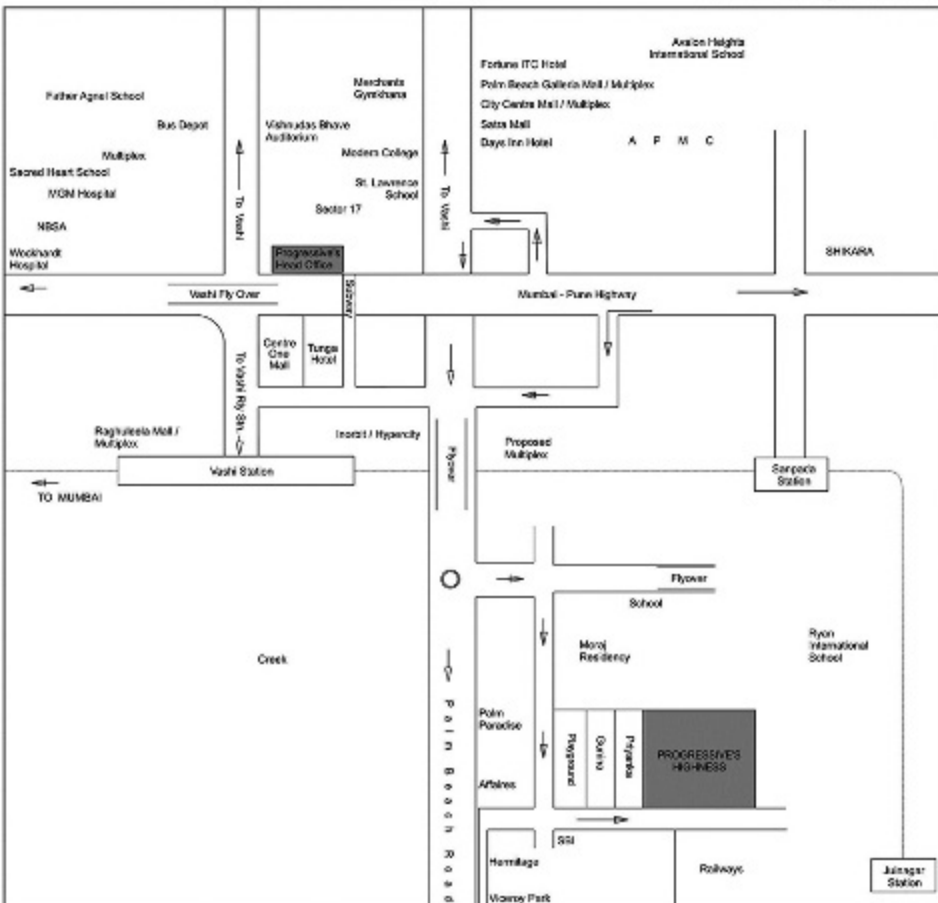 Avalon Heights
International School
Fortune ITC Hotel
Palm Beach Galleria Mall / Multiplex
City Centre Mall / Multiplex
Satra Mall
Days Inn Hotel
A P M C
Merchants
Gymkhana
Father Agnel School
Bus Depot
Vishnudas Bhave
Auditorium
Modern College
Multiplex
Sacred Heart School
MGM Hospital
St. Lawrence
School
Sector 17
To Vashi
To Vashi
NBSA
Wockhardt
Hospital
Progressive's
Head Office
SHIKARA
Vashi Fly Over
Subway
Mumbai - Pune Highway
Centre
One
Mall
Tunga
Hotel
To Vashi Rly Stn.
Raghuleela Mall /
Multiplex
Inorbit / Hypercity
Flyover
Proposed
Multiplex
Vashi Station
Sanpada
Station
TO MUMBAI
Flyover
School
Moraj
Residency
Ryan
International
School
Creek
Palm
Paradise
Playground
Priyanka
PROGRESSIVE'S
HIGHNESS
Affaires
Palm Beach Road
SBI
Hermitage
Railways
Viceroy Park
Juinagar
Station